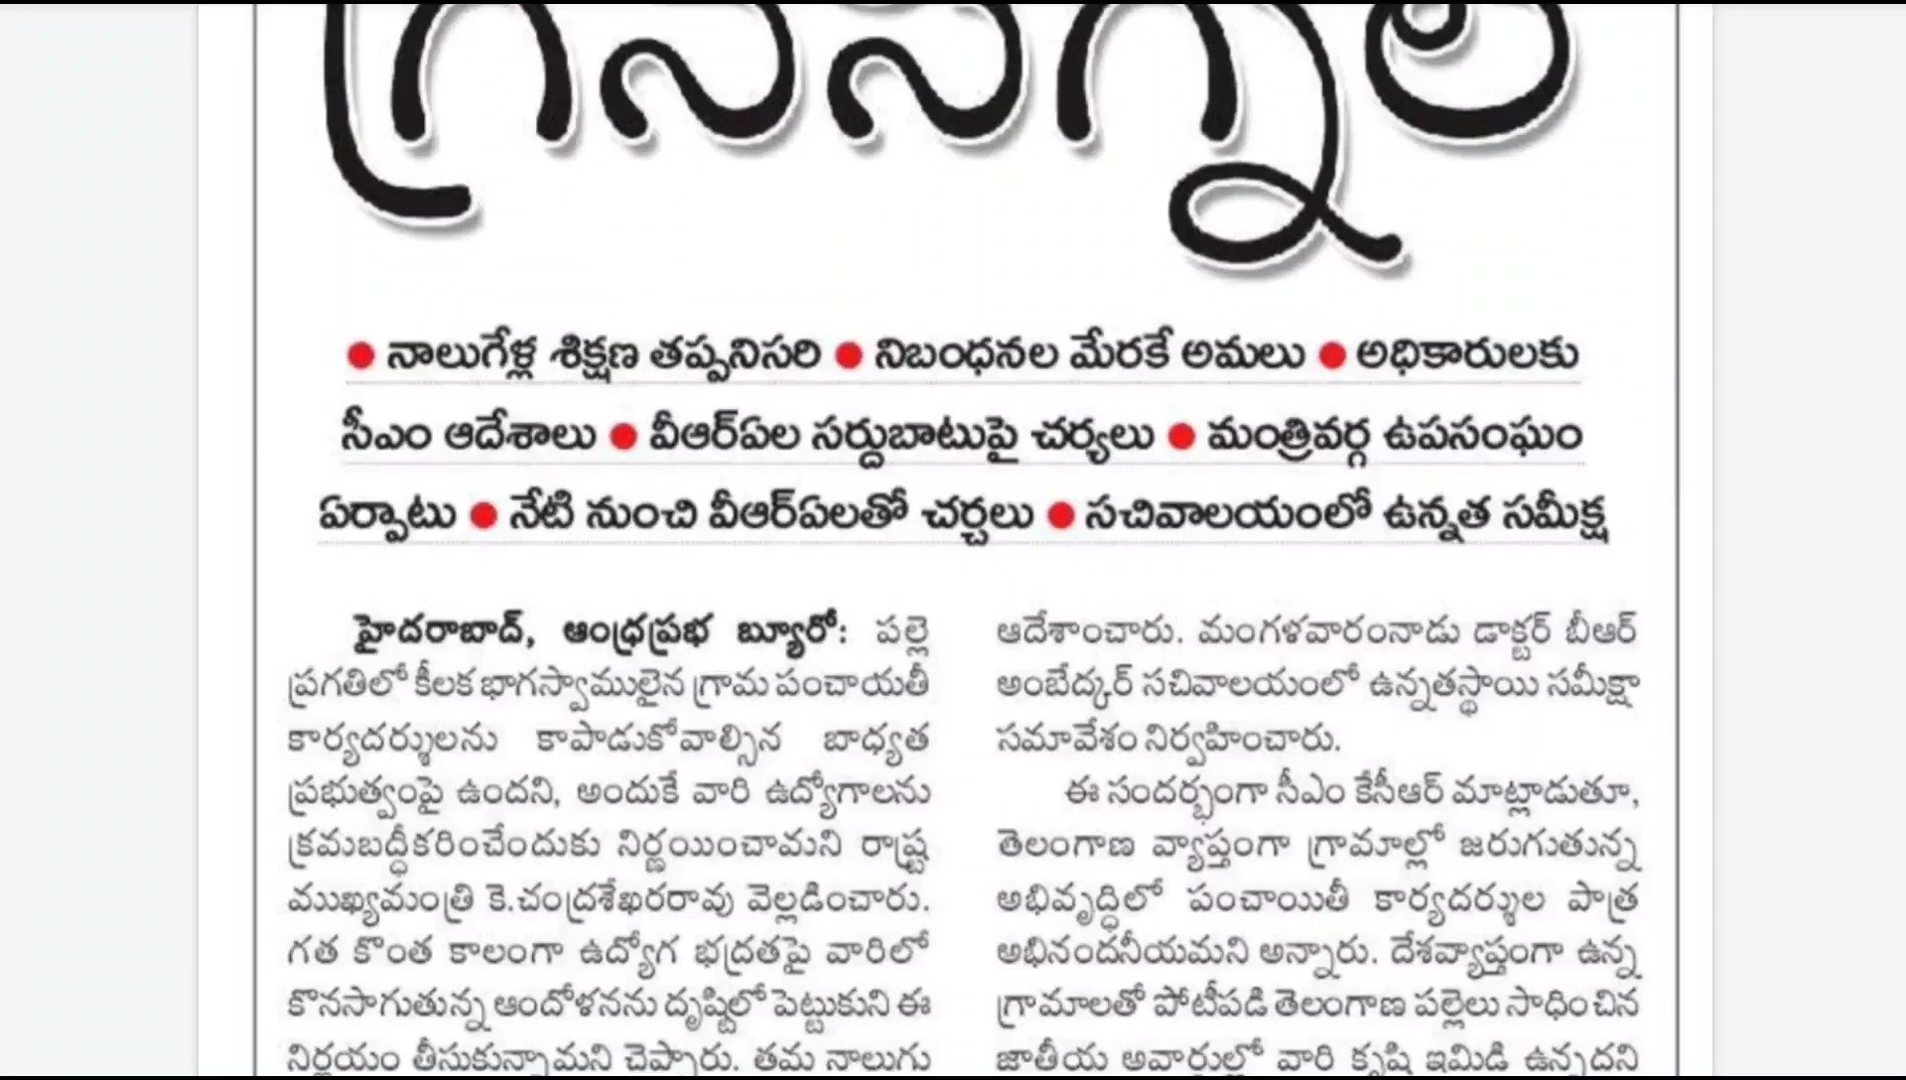 గ్రీన్‌సిగ్నల్
● నాలుగేళ్ల శిక్షణ తప్పనిసరి ● నిబంధనల మేరకే అమలు ● అధికారులకు
సీఎం ఆదేశాలు ● వీఆర్ఏల సర్దుబాటుపై చర్యలు ● మంత్రివర్గ ఉపసంఘం
ఏర్పాటు ● నేటి నుంచి వీఆర్ఏలతో చర్చలు ● సచివాలయంలో ఉన్నత సమీక్ష
హైదరాబాద్, ఆంధ్రప్రభ బ్యూరో: పల్లె
ప్రగతిలో కీలక భాగస్వాములైన గ్రామ పంచాయతీ
కార్యదర్శులను కాపాడుకోవాల్సిన బాధ్యత
ప్రభుత్వంపై ఉందని, అందుకే వారి ఉద్యోగాలను
క్రమబద్ధీకరించేందుకు నిర్ణయించామని రాష్ట్ర
ముఖ్యమంత్రి కె.చంద్రశేఖరరావు వెల్లడించారు.
గత కొంత కాలంగా ఉద్యోగ భద్రతపై వారిలో
కొనసాగుతున్న ఆందోళనను దృష్టిలో పెట్టుకుని ఈ
నిర్ణయం తీసుకున్నామని చెప్పారు. తమ నాలుగు
ఆదేశాంచారు. మంగళవారంనాడు డాక్టర్ బీఆర్
అంబేద్కర్ సచివాలయంలో ఉన్నతస్థాయి సమీక్షా
సమావేశం నిర్వహించారు.
ఈ సందర్భంగా సీఎం కేసీఆర్ మాట్లాడుతూ,
తెలంగాణ వ్యాప్తంగా గ్రామాల్లో జరుగుతున్న
అభివృద్ధిలో పంచాయితీ కార్యదర్శుల పాత్ర
అభినందనీయమని అన్నారు. దేశవ్యాప్తంగా ఉన్న
గ్రామాలతో పోటీపడి తెలంగాణ పల్లెలు సాధించిన
జాతీయ అవార్డుల్లో వారి కృషి ఇమిడి ఉన్నదని